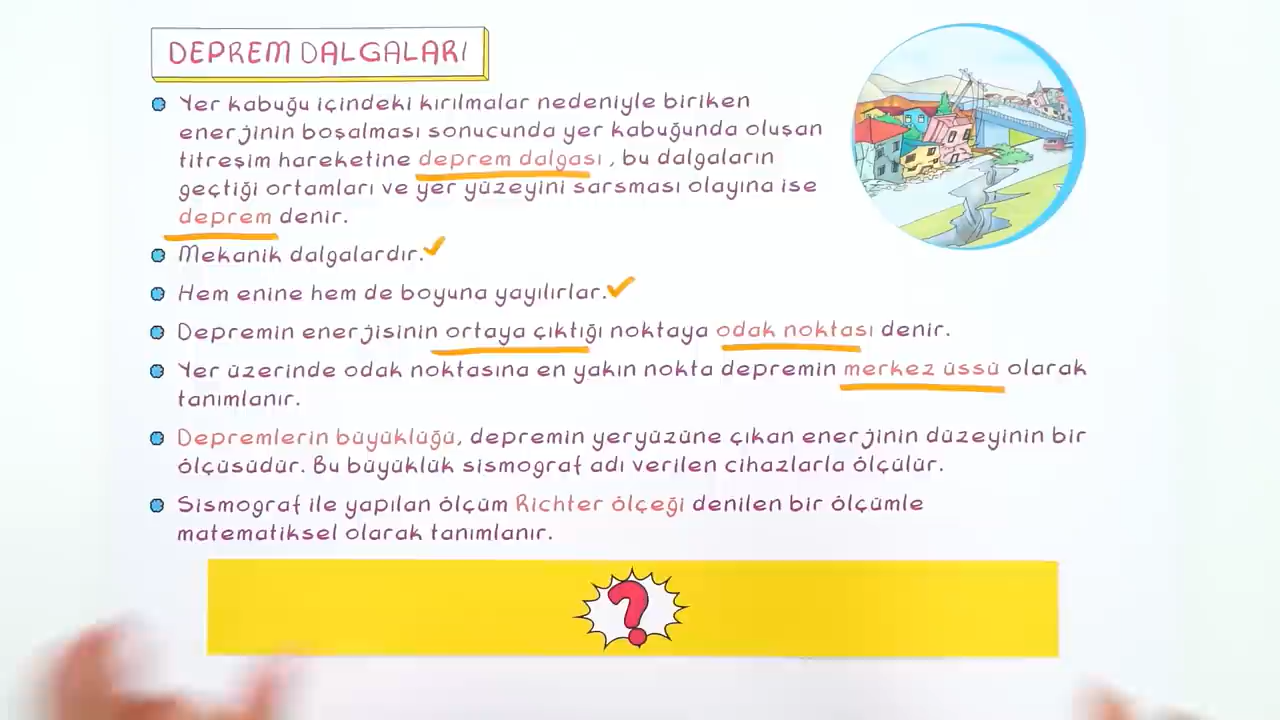 DEPREM DALGALARI
Yer kabuğu içindeki kırılmalar nedeniyle biriken
enerjinin boşalması sonucunda yer kabuğunda oluşan
titreşim hareketine deprem dalgası , bu dalgaların
geçtiği ortamları ve yer yüzeyini sarsması olayına ise
deprem denir.
Mekanik dalgalardır.
Hem enine hem de boyuna yayılırlar.
Depremin enerjisinin ortaya çıktığı noktaya odak noktası denir.
Yer üzerinde odak noktasına en yakın nokta depremin merkez üssü olarak
tanımlanır.
Depremlerin büyüklüğü, depremin yeryüzüne çıkan enerjinin düzeyinin bir
ölçüsüdür. Bu büyüklük sismograf adı verilen cihazlarla ölçülür.
Sismograf ile yapılan ölçüm Richter ölçeği denilen bir ölçümle
matematiksel olarak tanımlanır.
?